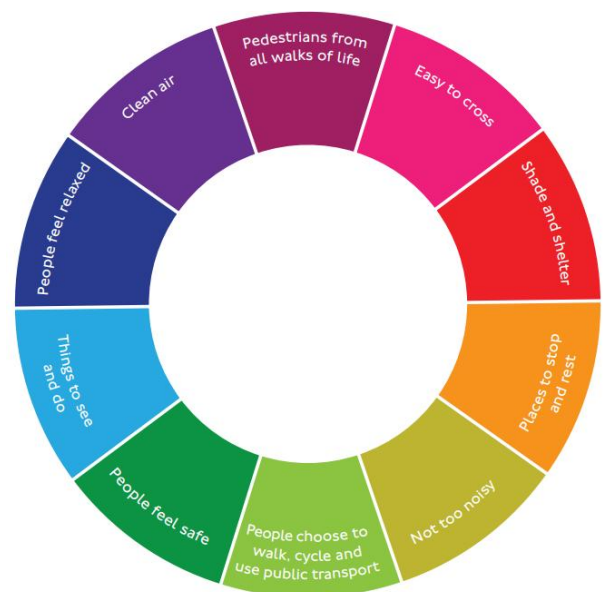 Pedestrians from
all walks of life
Easy to cross
Shade and shelter
Places to stop
and rest
Not too noisy
People choose to
walk, cycle and
use public transport
People feel safe
Things to see
and do
People feel relaxed
Clean air